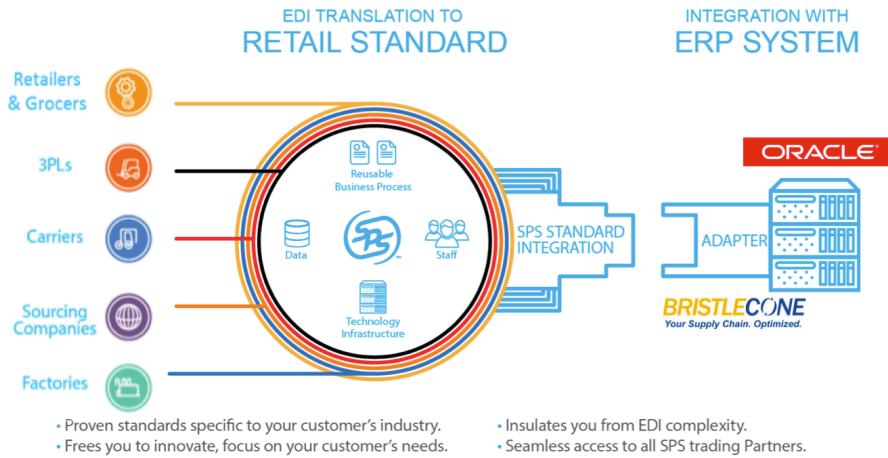 EDI TRANSLATION TO
RETAIL STANDARD
INTEGRATION WITH
ERP SYSTEM
Retailers
& Grocers
3PLs
Carriers
Sourcing
Companies
Factories
Reusable
Business Process
Data
SPS
Staff
Technology
Infrastructure
SPS STANDARD
INTEGRATION
ORACLE®
ADAPTER
BRISTLECONE
Your Supply Chain. Optimized.
• Proven standards specific to your customer's industry.
• Frees you to innovate, focus on your customer's needs.
• Insulates you from EDI complexity.
• Seamless access to all SPS trading Partners.